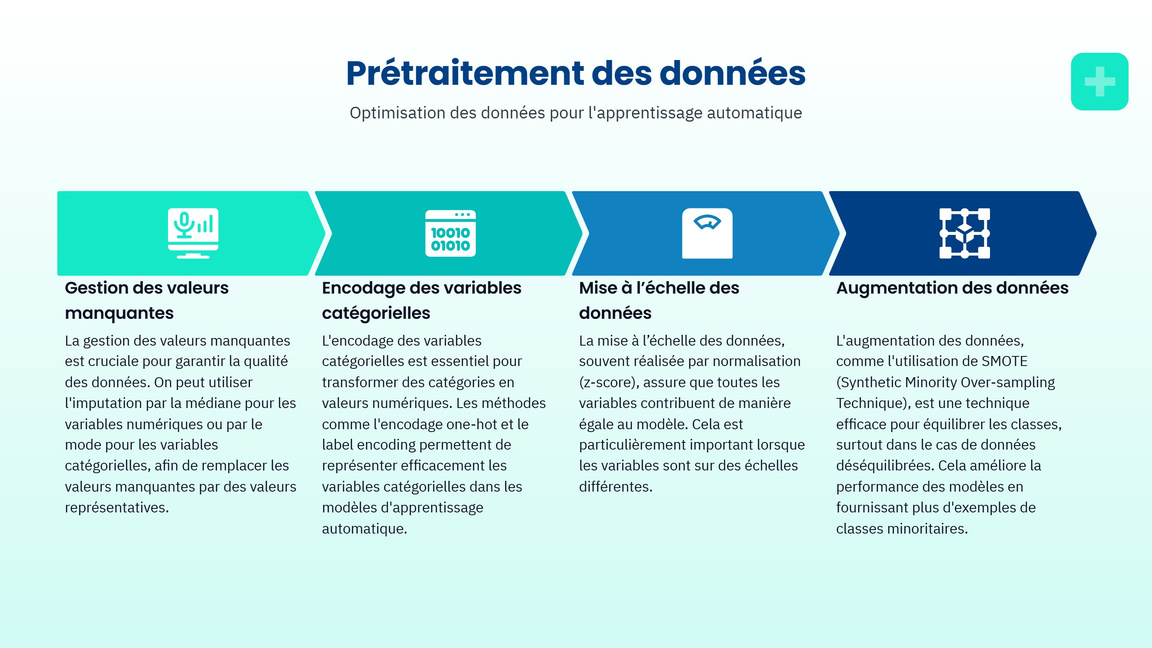 Prétraitement des données
Optimisation des données pour l'apprentissage automatique
10010
01010
Gestion des valeurs
manquantes
La gestion des valeurs manquantes
est cruciale pour garantir la qualité
des données. On peut utiliser
l'imputation par la médiane pour les
variables numériques ou par le
mode pour les variables
catégorielles, afin de remplacer les
valeurs manquantes par des valeurs
représentatives.
Encodage des variables
catégorielles
L'encodage des variables
catégorielles est essentiel pour
transformer des catégories en
valeurs numériques. Les méthodes
comme l'encodage one-hot et le
label encoding permettent de
représenter efficacement les
variables catégorielles dans les
modèles d'apprentissage
automatique.
Mise à l’échelle des
données
La mise à l’échelle des données,
souvent réalisée par normalisation
(z-score), assure que toutes les
variables contribuent de manière
égale au modèle. Cela est
particulièrement important lorsque
les variables sont sur des échelles
différentes.
Augmentation des données
L'augmentation des données,
comme l'utilisation de SMOTE
(Synthetic Minority Over-sampling
Technique), est une technique
efficace pour équilibrer les classes,
surtout dans le cas de données
déséquilibrées. Cela améliore la
performance des modèles en
fournissant plus d'exemples de
classes minoritaires.